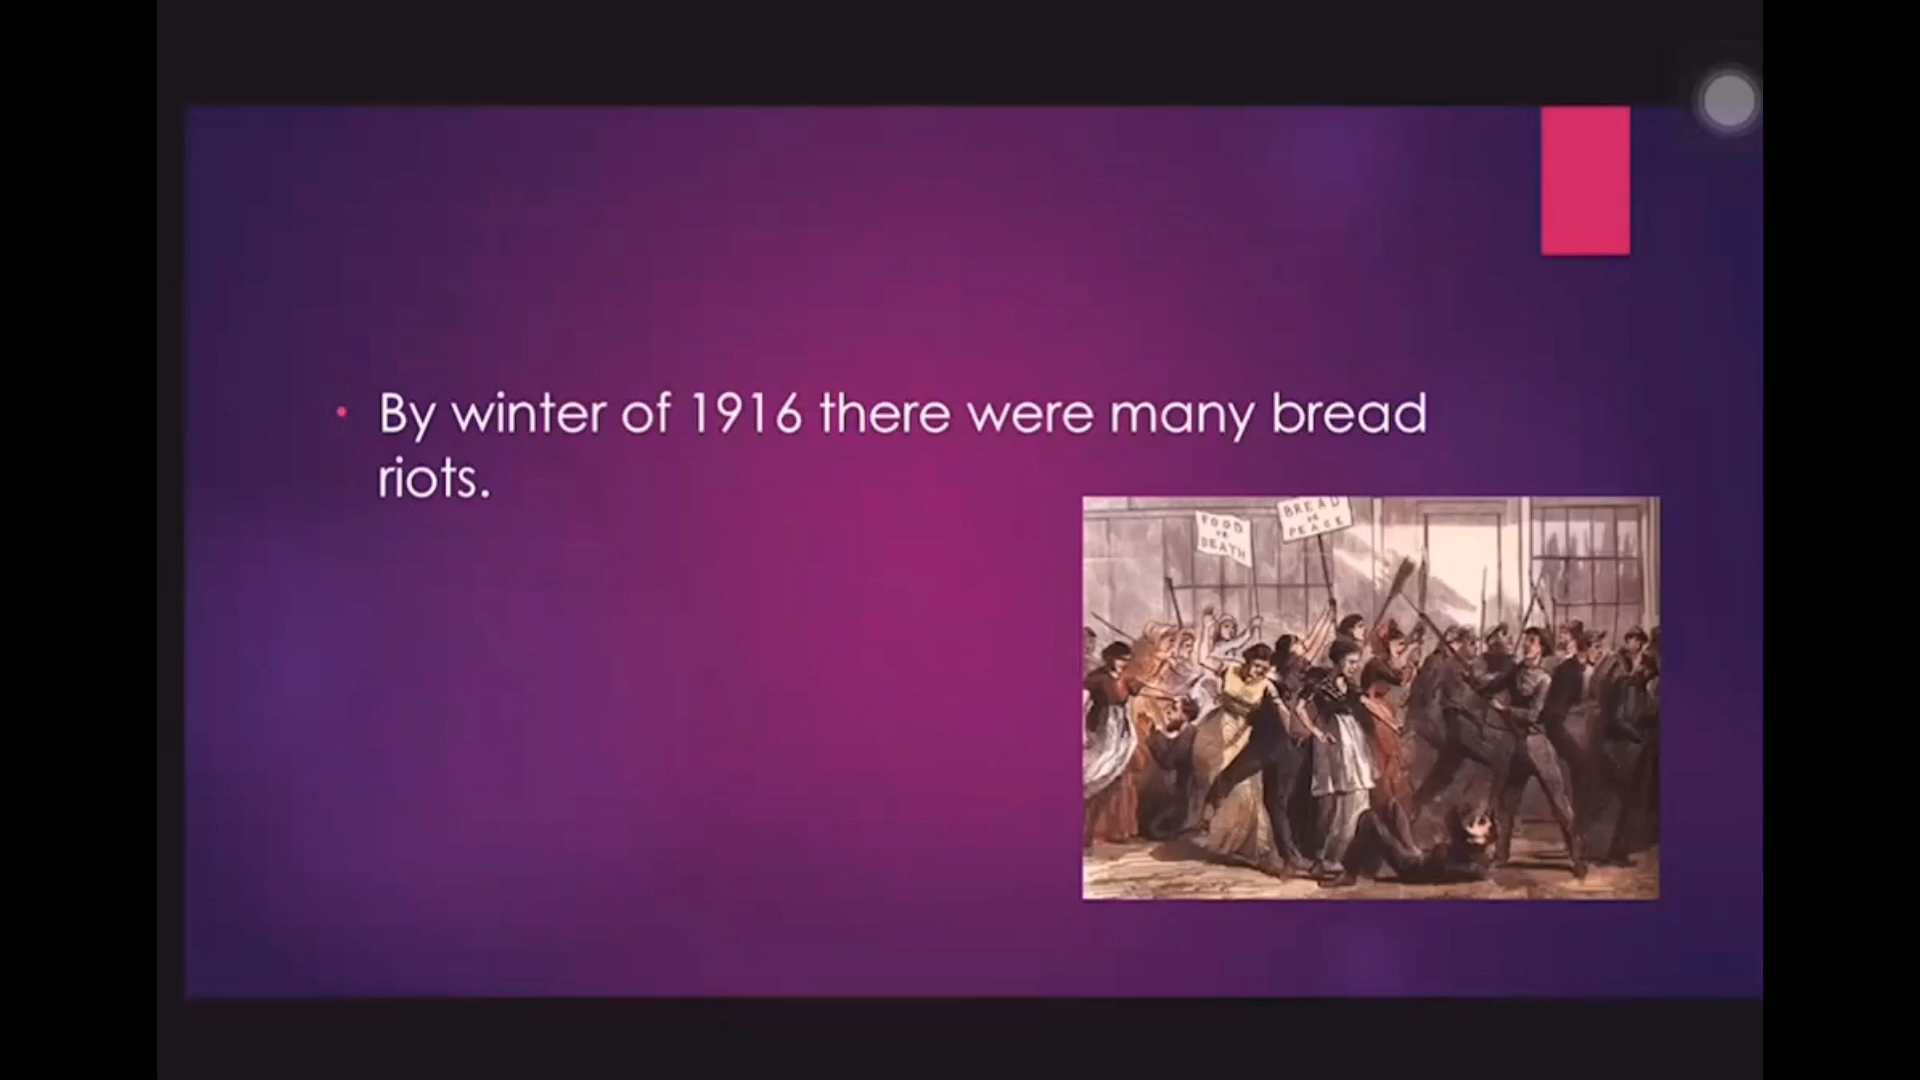 • By winter of 1916 there were many bread
riots.
FOOD
OR
DEATH
BREAD
OR
PEACE